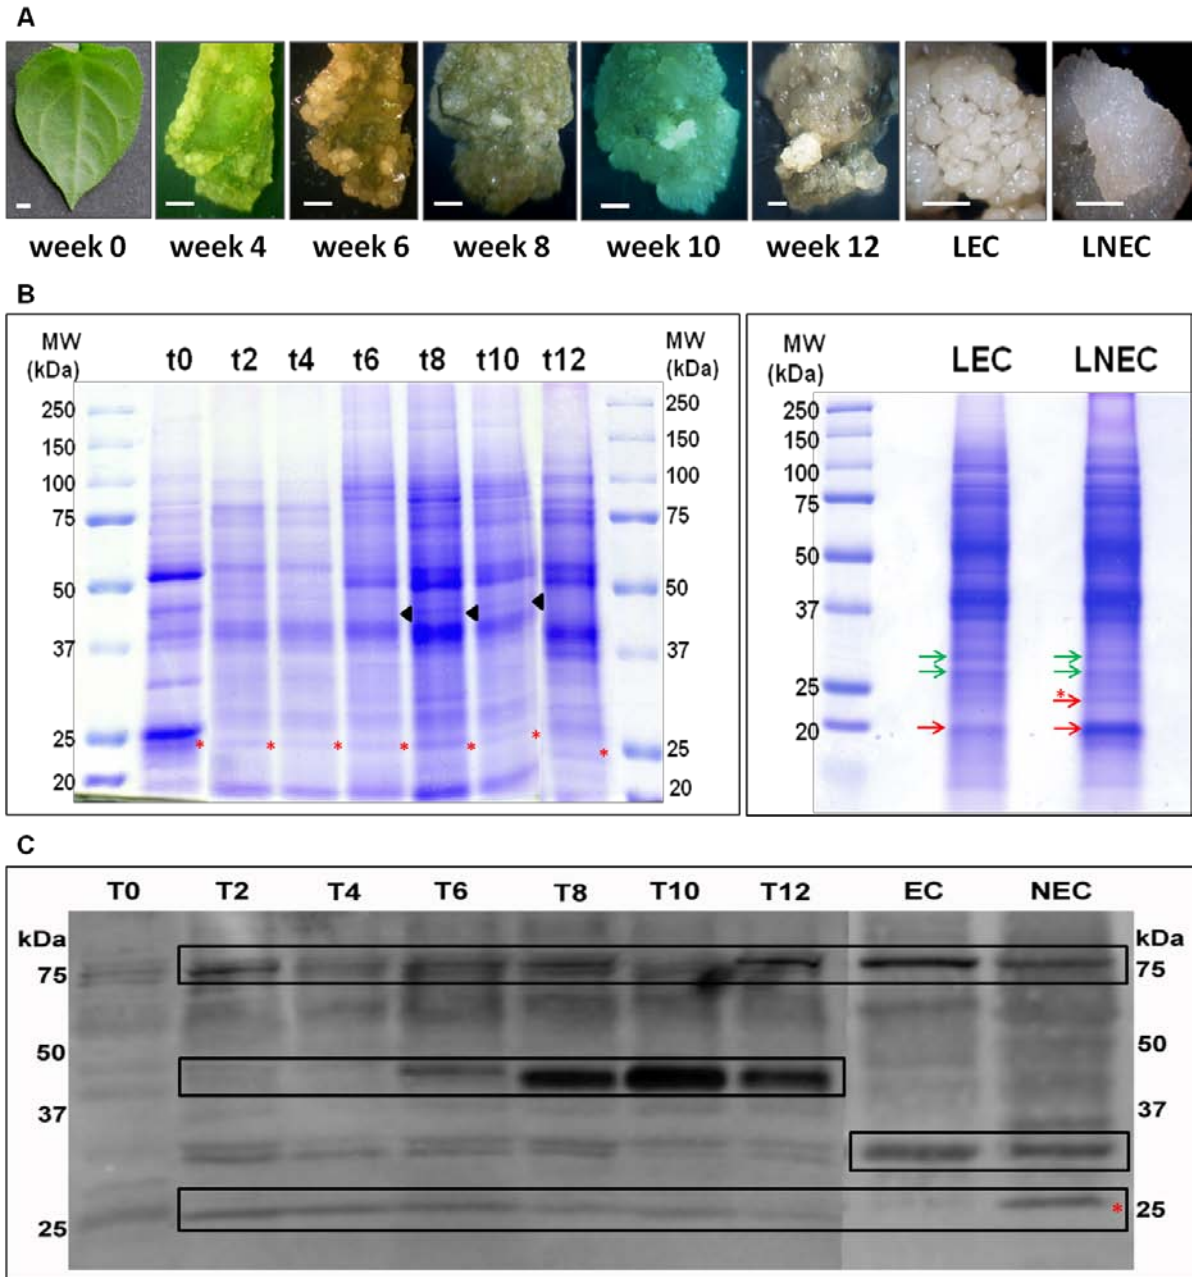 A
week 0 week 4 week 6 week 8 week 10 week 12 LEC LNEC
B
MW (kDa) t0 t2 t4 t6 t8 t10 t12 MW (kDa)
250 250
150 150
100 100
75 75
50 50
37 37
25 * * * * * * * 25
20 20
MW (kDa) LEC LNEC
250
150
100
75
50
37
25
*
20
C
T0 T2 T4 T6 T8 T10 T12 EC NEC
kDa kDa
75 75
50 50
37 37
25 * 25